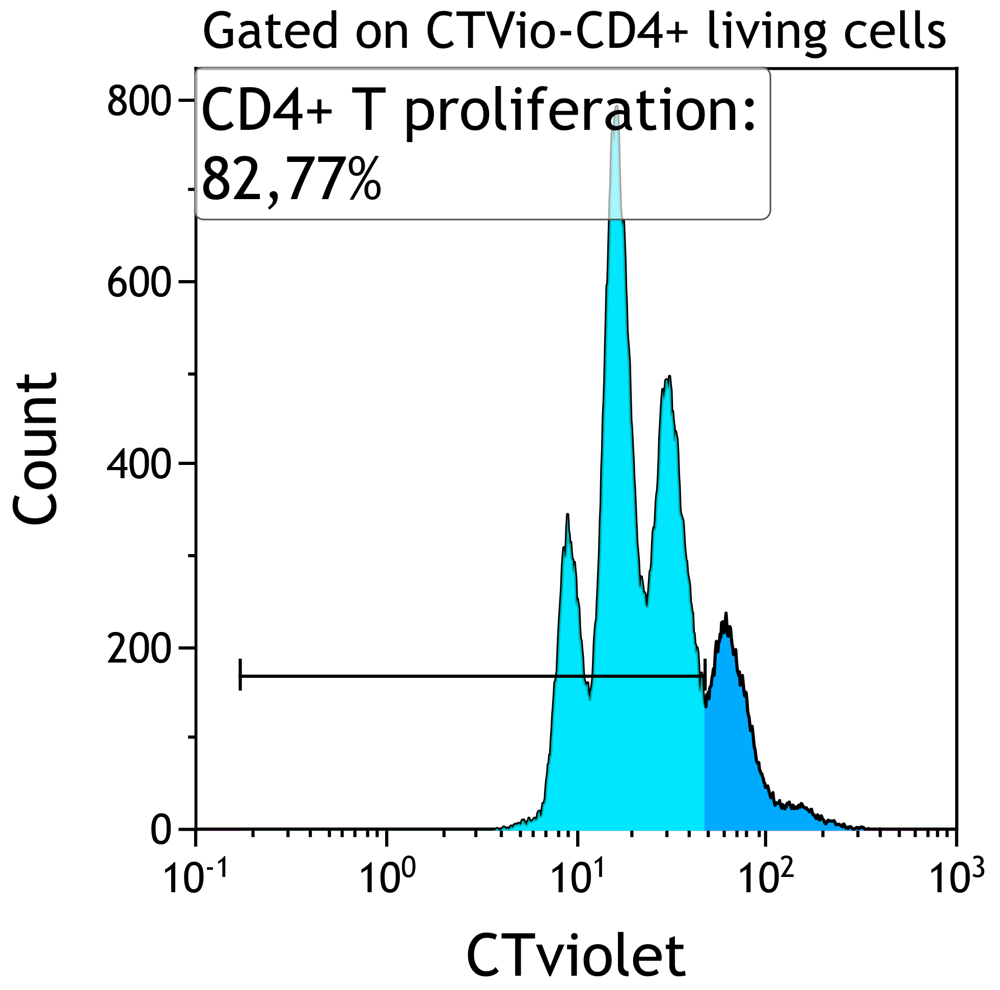 Gated on CTVio-CD4+ living cells
CD4+ T proliferation:
82,77%
800
600
400
200
0
Count
10⁻¹ 10⁰ 10¹ 10² 10³
CTviolet